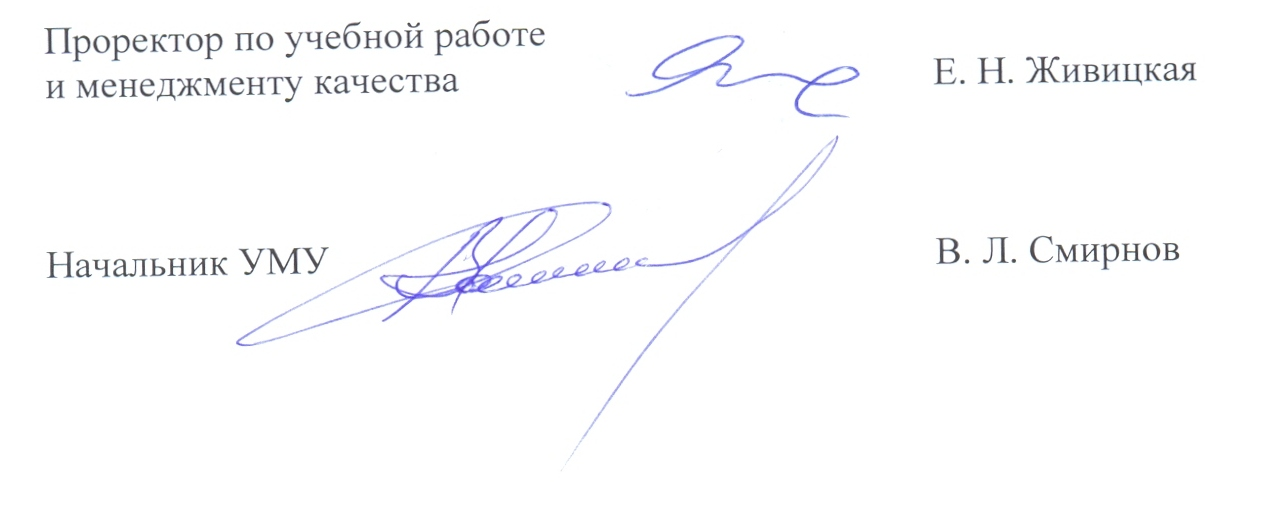 Проректор по учебной работе
и менеджменту качества Е. Н. Живицкая
Начальник УМУ В. Л. Смирнов